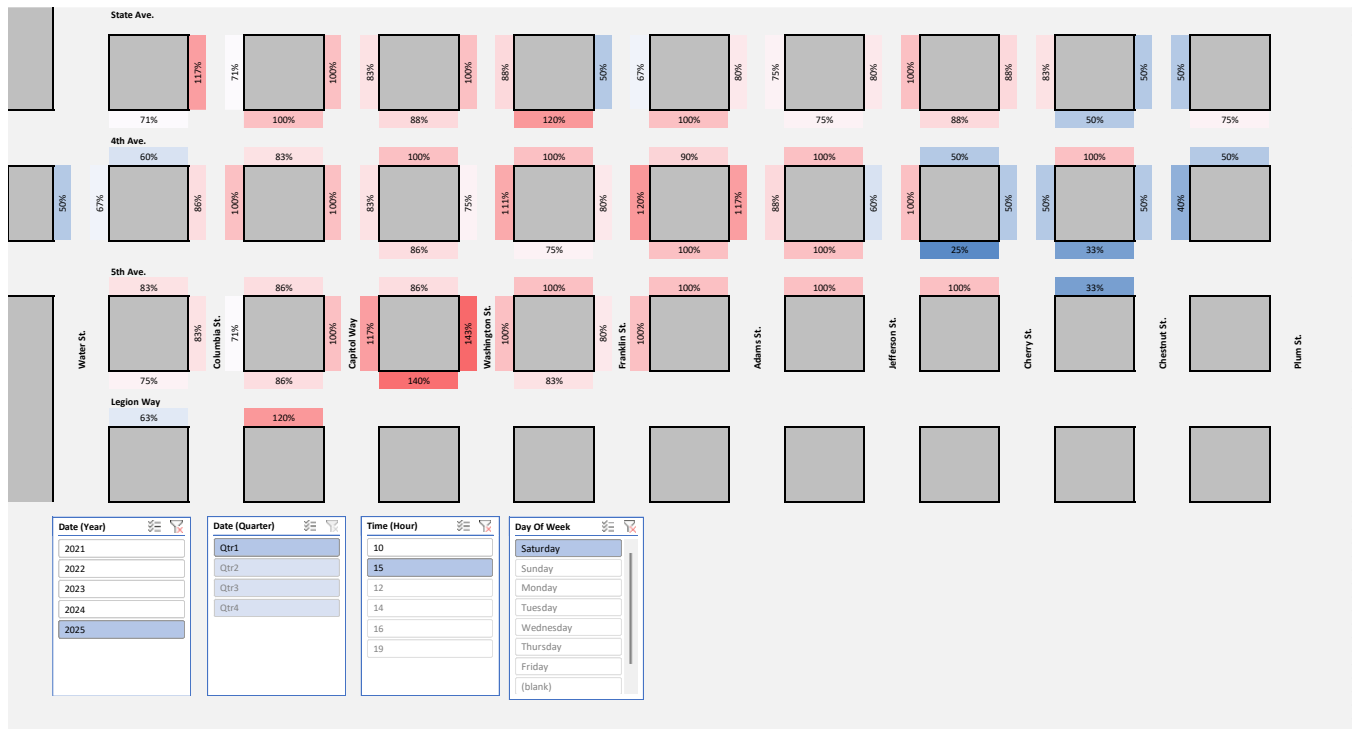 State Ave.
117% 71% 100% 83% 100% 88% 50% 67% 80% 75% 80% 100% 88% 83% 50% 50%
71% 100% 88% 120% 100% 75% 88% 50% 75%
4th Ave.
60% 83% 100% 100% 90% 100% 50% 100% 50%
50% 67% 86% 100% 100% 83% 75% 111% 80% 120% 117% 88% 60% 100% 50% 50% 50% 40%
86% 75% 100% 100% 25% 33%
5th Ave.
83% 86% 86% 100% 100% 100% 100% 33%
Water St. 83% Columbia St. 71% 100% Capitol Way 117% 143% Washington St. 100% 80% Franklin St. 100% Adams St. Jefferson St. Cherry St. Chestnut St. Plum St.
75% 86% 140% 83%
Legion Way
63% 120%
Date (Year)
2021
2022
2023
2024
2025
Date (Quarter)
Qtr1
Qtr2
Qtr3
Qtr4
Time (Hour)
10
15
12
14
16
19
Day Of Week
Saturday
Sunday
Monday
Tuesday
Wednesday
Thursday
Friday
(blank)